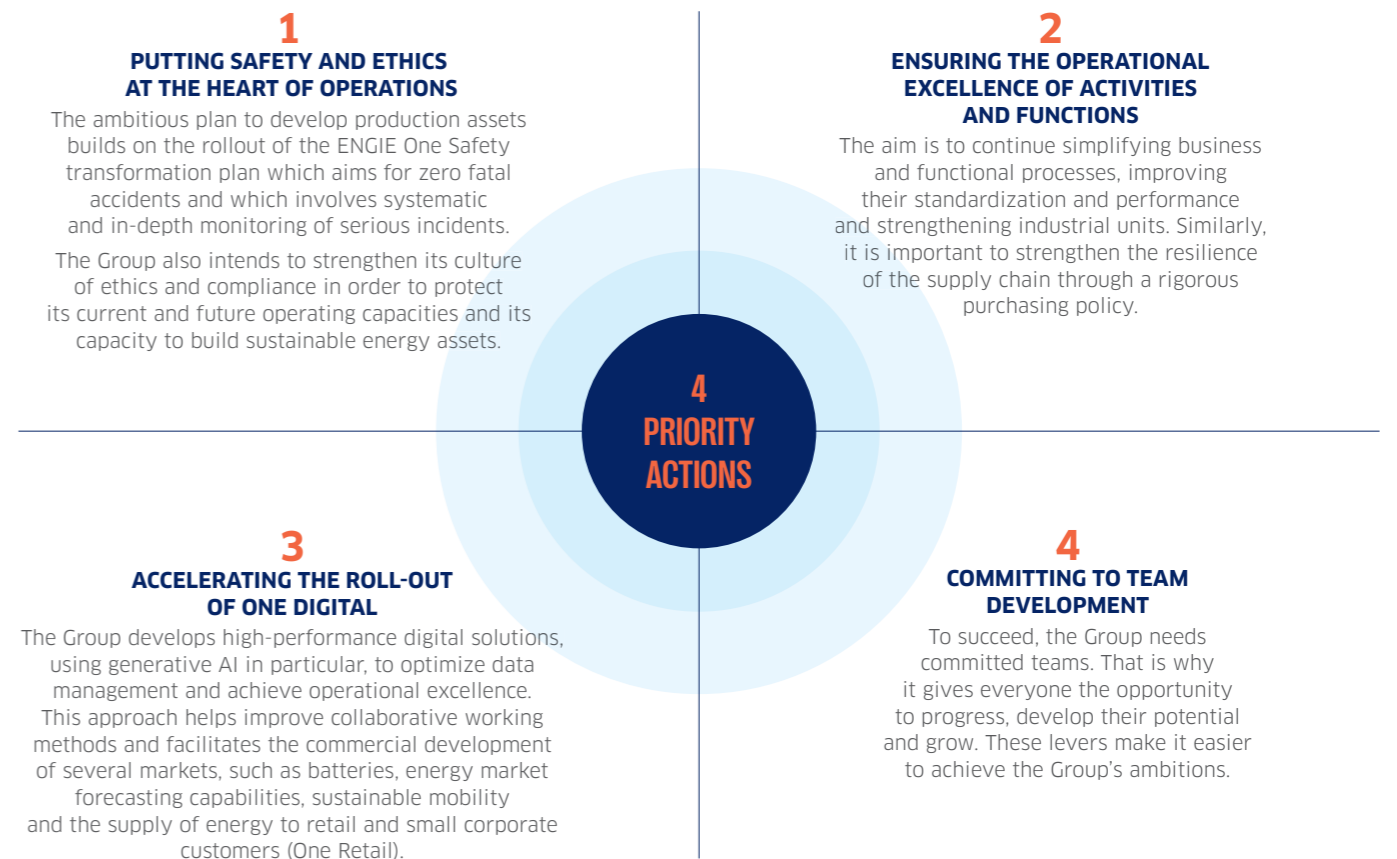 1
PUTTING SAFETY AND ETHICS
AT THE HEART OF OPERATIONS
The ambitious plan to develop production assets
builds on the rollout of the ENGIE One Safety
transformation plan which aims for zero fatal
accidents and which involves systematic
and in-depth monitoring of serious incidents.
The Group also intends to strengthen its culture
of ethics and compliance in order to protect
its current and future operating capacities and its
capacity to build sustainable energy assets.
2
ENSURING THE OPERATIONAL
EXCELLENCE OF ACTIVITIES
AND FUNCTIONS
The aim is to continue simplifying business
and functional processes, improving
their standardization and performance
and strengthening industrial units. Similarly,
it is important to strengthen the resilience
of the supply chain through a rigorous
purchasing policy.
4
PRIORITY
ACTIONS
3
ACCELERATING THE ROLL-OUT
OF ONE DIGITAL
The Group develops high-performance digital solutions,
using generative AI in particular, to optimize data
management and achieve operational excellence.
This approach helps improve collaborative working
methods and facilitates the commercial development
of several markets, such as batteries, energy market
forecasting capabilities, sustainable mobility
and the supply of energy to retail and small corporate
customers (One Retail).
4
COMMITTING TO TEAM
DEVELOPMENT
To succeed, the Group needs
committed teams. That is why
it gives everyone the opportunity
to progress, develop their potential
and grow. These levers make it easier
to achieve the Group’s ambitions.